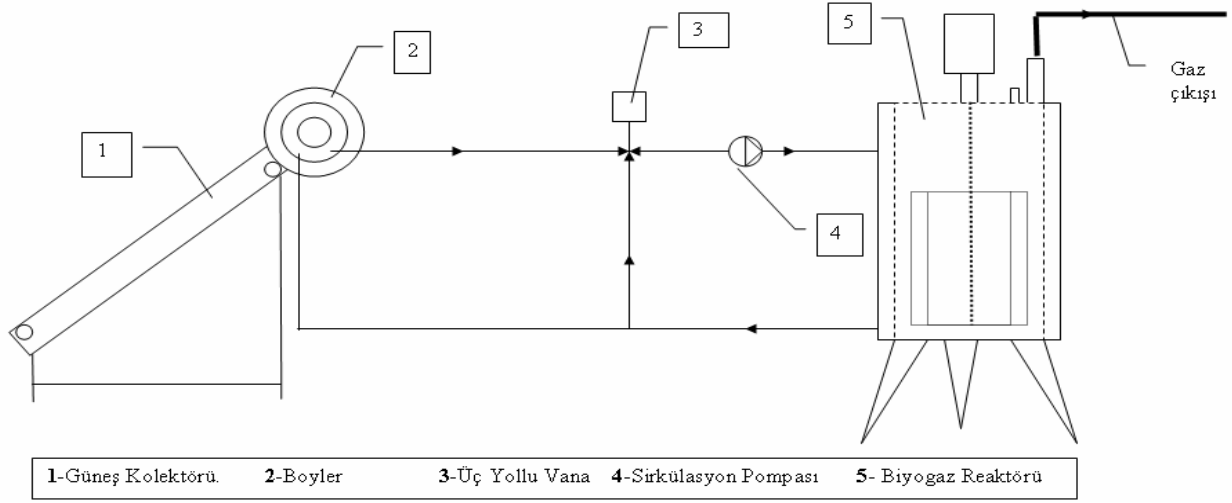 3
5
2
Gaz
çıkışı
1
4
1-Güneş Kolektörü. 2-Boyler 3-Üç Yollu Vana 4-Sirkülasyon Pompası 5- Biyogaz Reaktörü